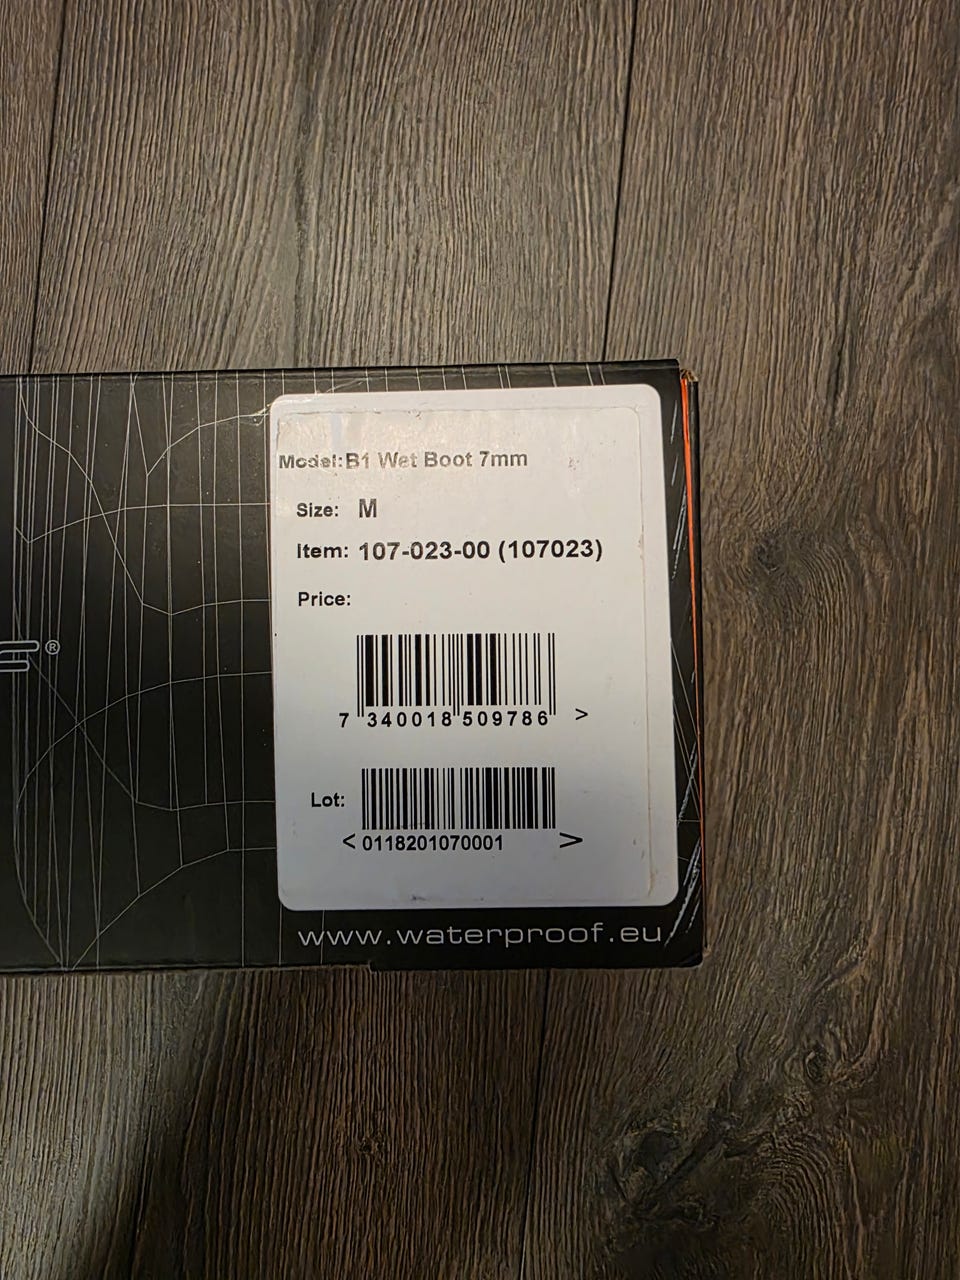 Model:B1 Wet Boot 7mm
Size: M
Item: 107-023-00 (107023)
Price:
7 340018 509786 >
Lot:
< 0118201070001 >
®
www.waterproof.eu